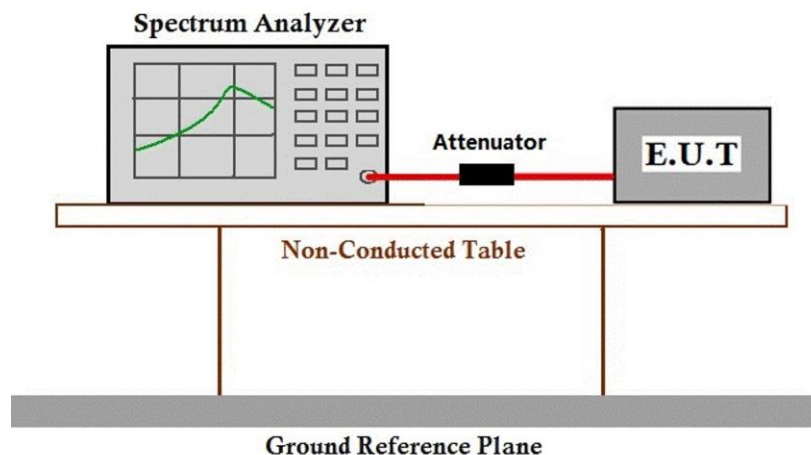 Spectrum Analyzer
Attenuator
E.U.T
Non-Conducted Table
Ground Reference Plane